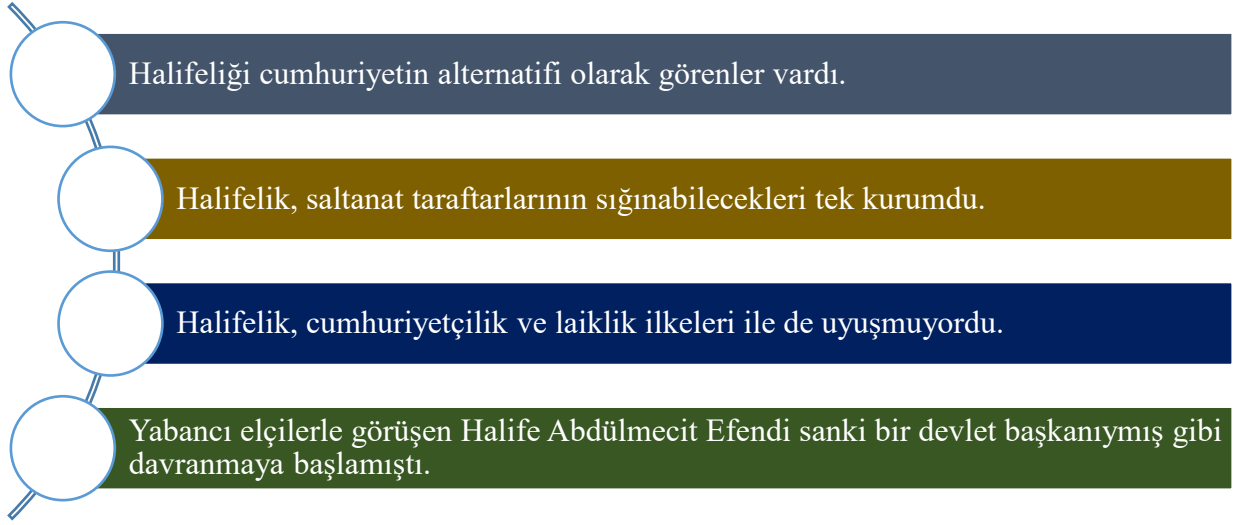 Halifeliği cumhuriyetin alternatifi olarak görenler vardı.
Halifelik, saltanat taraftarlarının sığınabilecekleri tek kurumdu.
Halifelik, cumhuriyetçilik ve laiklik ilkeleri ile de uyuşmuyordu.
Yabancı elçilerle görüşen Halife Abdülmecit Efendi sanki bir devlet başkanıymış gibi
davranmaya başlamıştı.